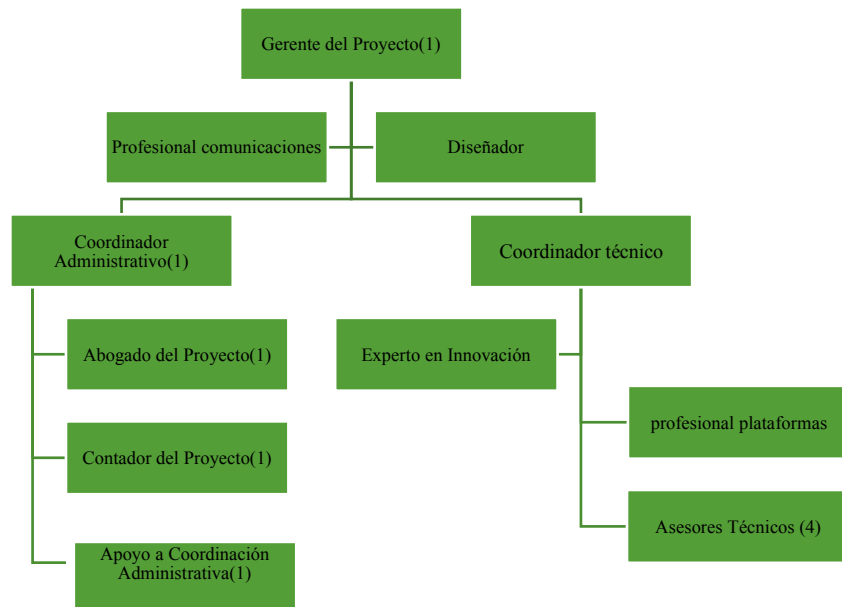 Gerente del Proyecto(1)
Profesional comunicaciones
Diseñador
Coordinador
Administrativo(1)
Coordinador técnico
Abogado del Proyecto(1)
Experto en Innovación
profesional plataformas
Contador del Proyecto(1)
Asesores Técnicos (4)
Apoyo a Coordinación
Administrativa(1)